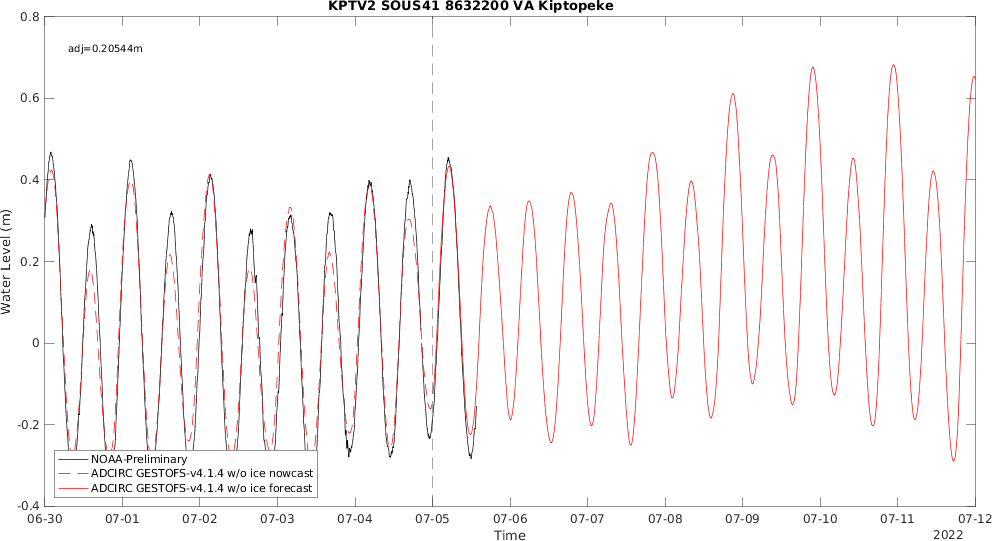 KPTV2 SOUS41 8632200 VA Kiptopeke
adj=0.20544m
0.8
0.6
0.4
0.2
0
-0.2
-0.4
Water Level (m)
NOAA-Preliminary
ADCIRC GESTOFS-v4.1.4 w/o ice nowcast
ADCIRC GESTOFS-v4.1.4 w/o ice forecast
06-30 07-01 07-02 07-03 07-04 07-05 07-06 07-07 07-08 07-09 07-10 07-11 07-12
Time
2022